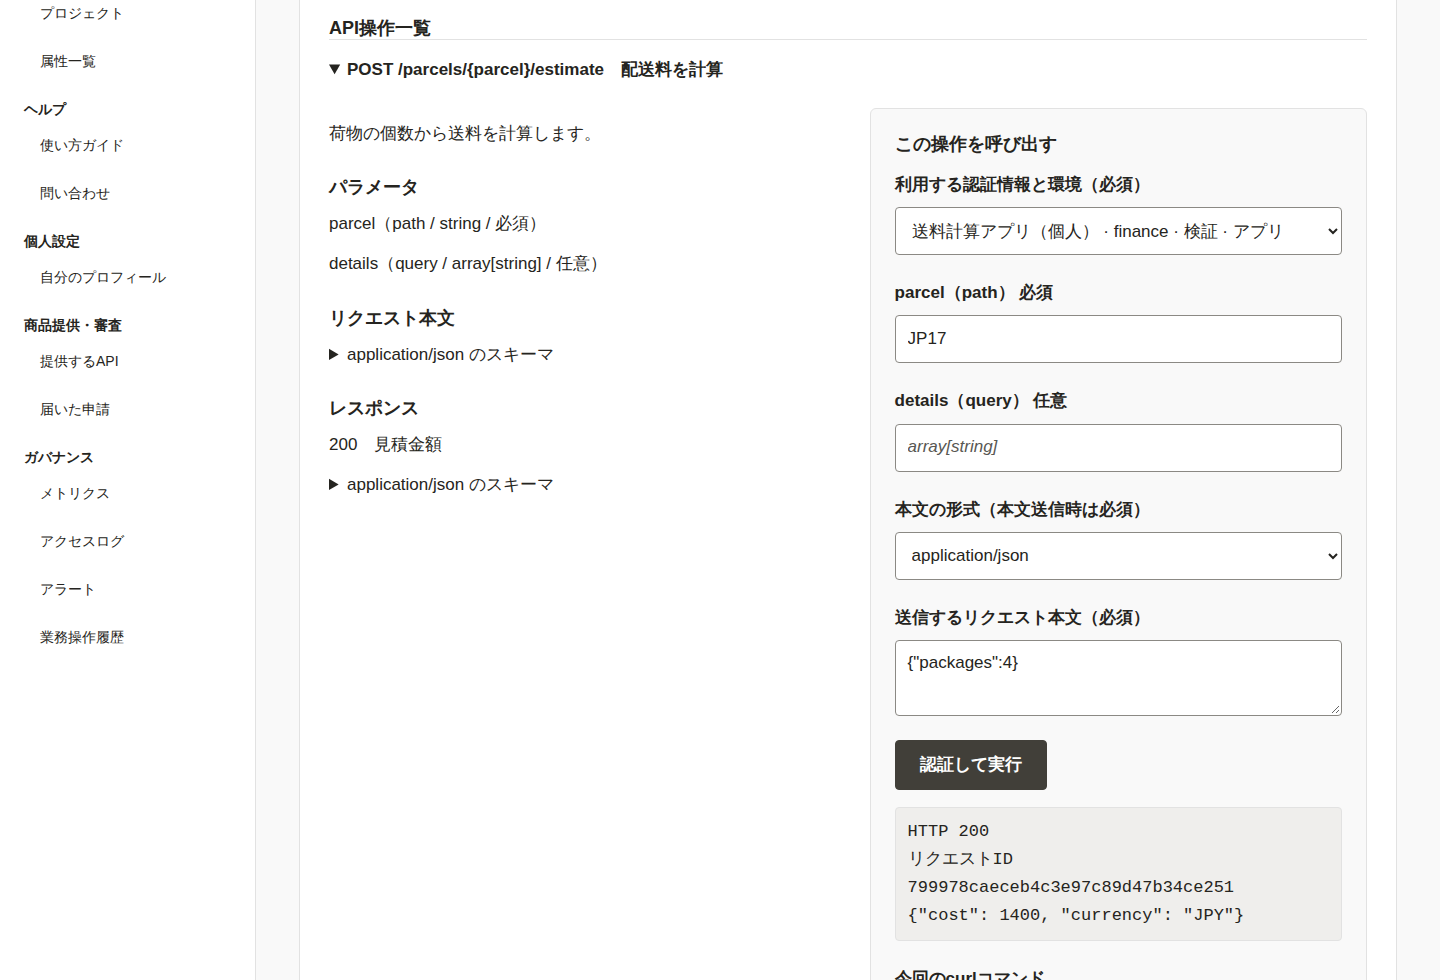 プロジェクト
属性一覧
ヘルプ
使い方ガイド
問い合わせ
個人設定
自分のプロフィール
商品提供・審査
提供するAPI
届いた申請
ガバナンス
メトリクス
アクセスログ
アラート
業務操作履歴
API操作一覧
▼ POST /parcels/{parcel}/estimate　配送料を計算
荷物の個数から送料を計算します。
パラメータ
parcel（path / string / 必須）
details（query / array[string] / 任意）
リクエスト本文
▶ application/json のスキーマ
レスポンス
200　見積金額
▶ application/json のスキーマ
この操作を呼び出す
利用する認証情報と環境（必須）
送料計算アプリ（個人） · finance · 検証 · アプリ
parcel（path） 必須
JP17
details（query） 任意
array[string]
本文の形式（本文送信時は必須）
application/json
送信するリクエスト本文（必須）
{"packages":4}
認証して実行
HTTP 200
リクエストID
799978caeceb4c3e97c89d47b34ce251
{"cost": 1400, "currency": "JPY"}
今回のcurlコマンド